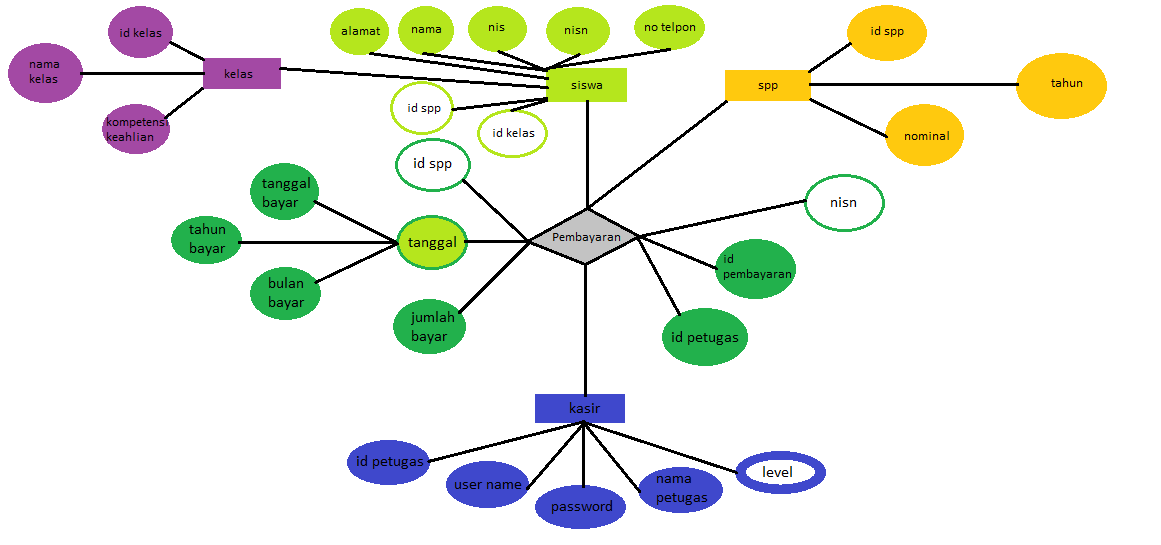 id kelas
nama
kelas
kelas
kompetensi
keahlian
alamat
nama
nis
nisn
no telpon
siswa
id spp
id kelas
id spp
spp
tahun
nominal
id spp
tanggal
bayar
tahun
bayar
bulan
bayar
tanggal
jumlah
bayar
Pembayaran
nisn
id
pembayaran
id petugas
kasir
id petugas
user name
password
nama
petugas
level